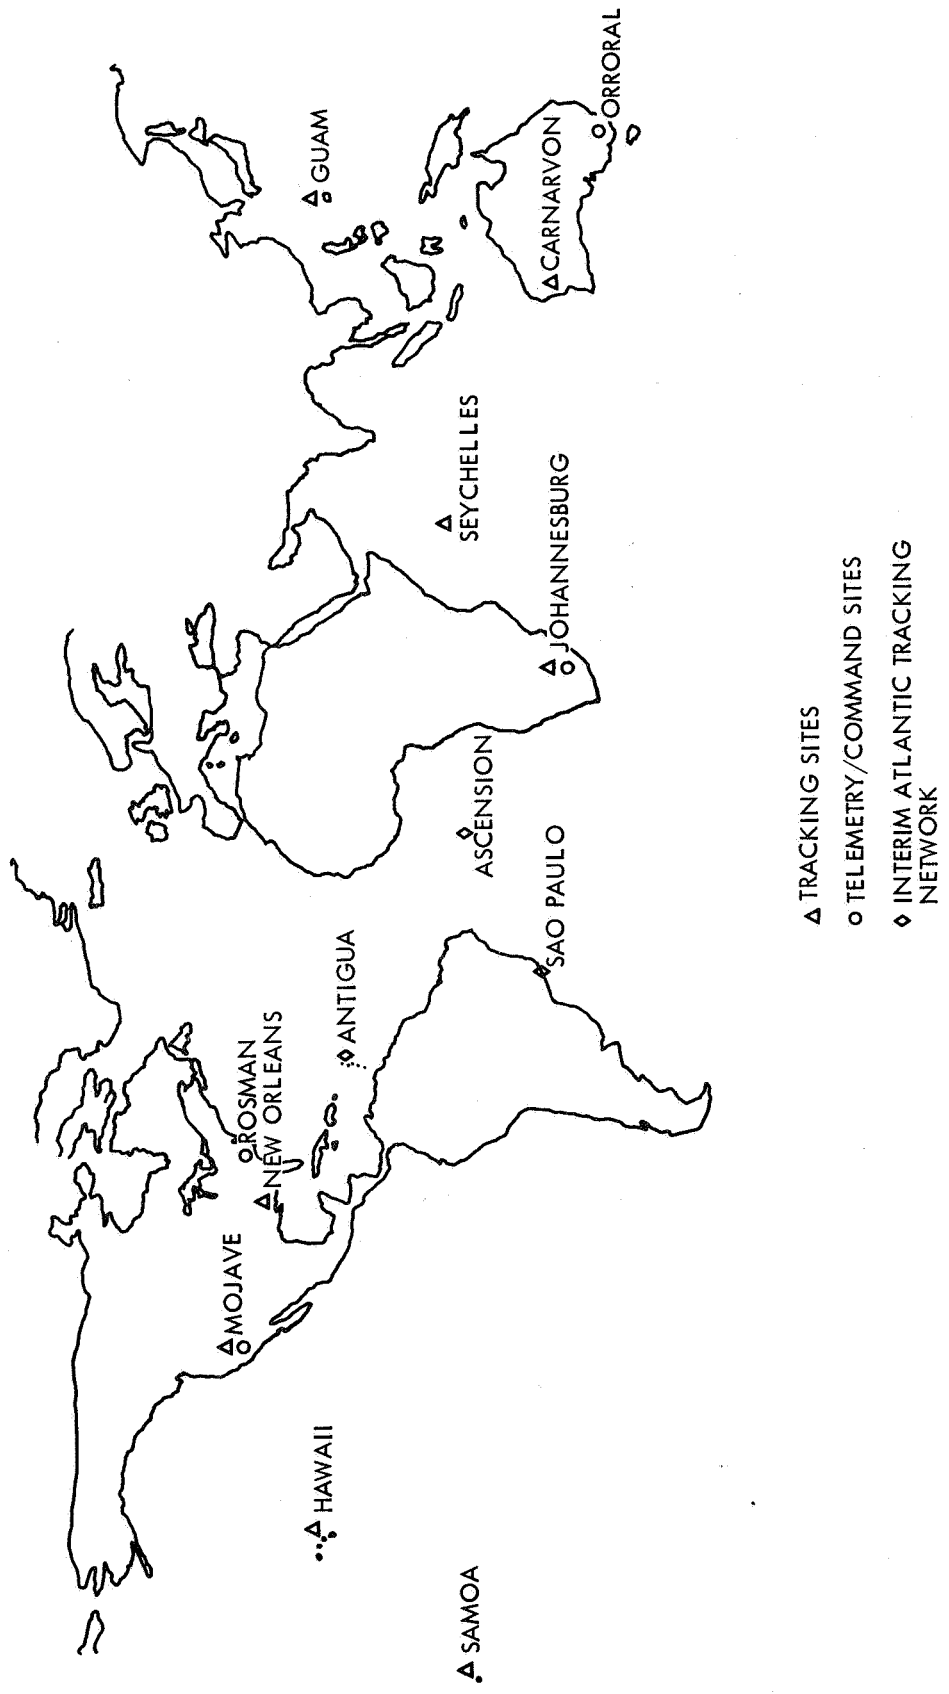 ROSMAN
NEW ORLEANS
MOJAVE
HAWAII
SAMOA
ANTIGUA
ASCENSION
SAO PAULO
SEYCHELLES
JOHANNESBURG
GUAM
CARNARVON
ORRORAL
TRACKING SITES
TELEMETRY/COMMAND SITES
INTERIM ATLANTIC TRACKING
NETWORK